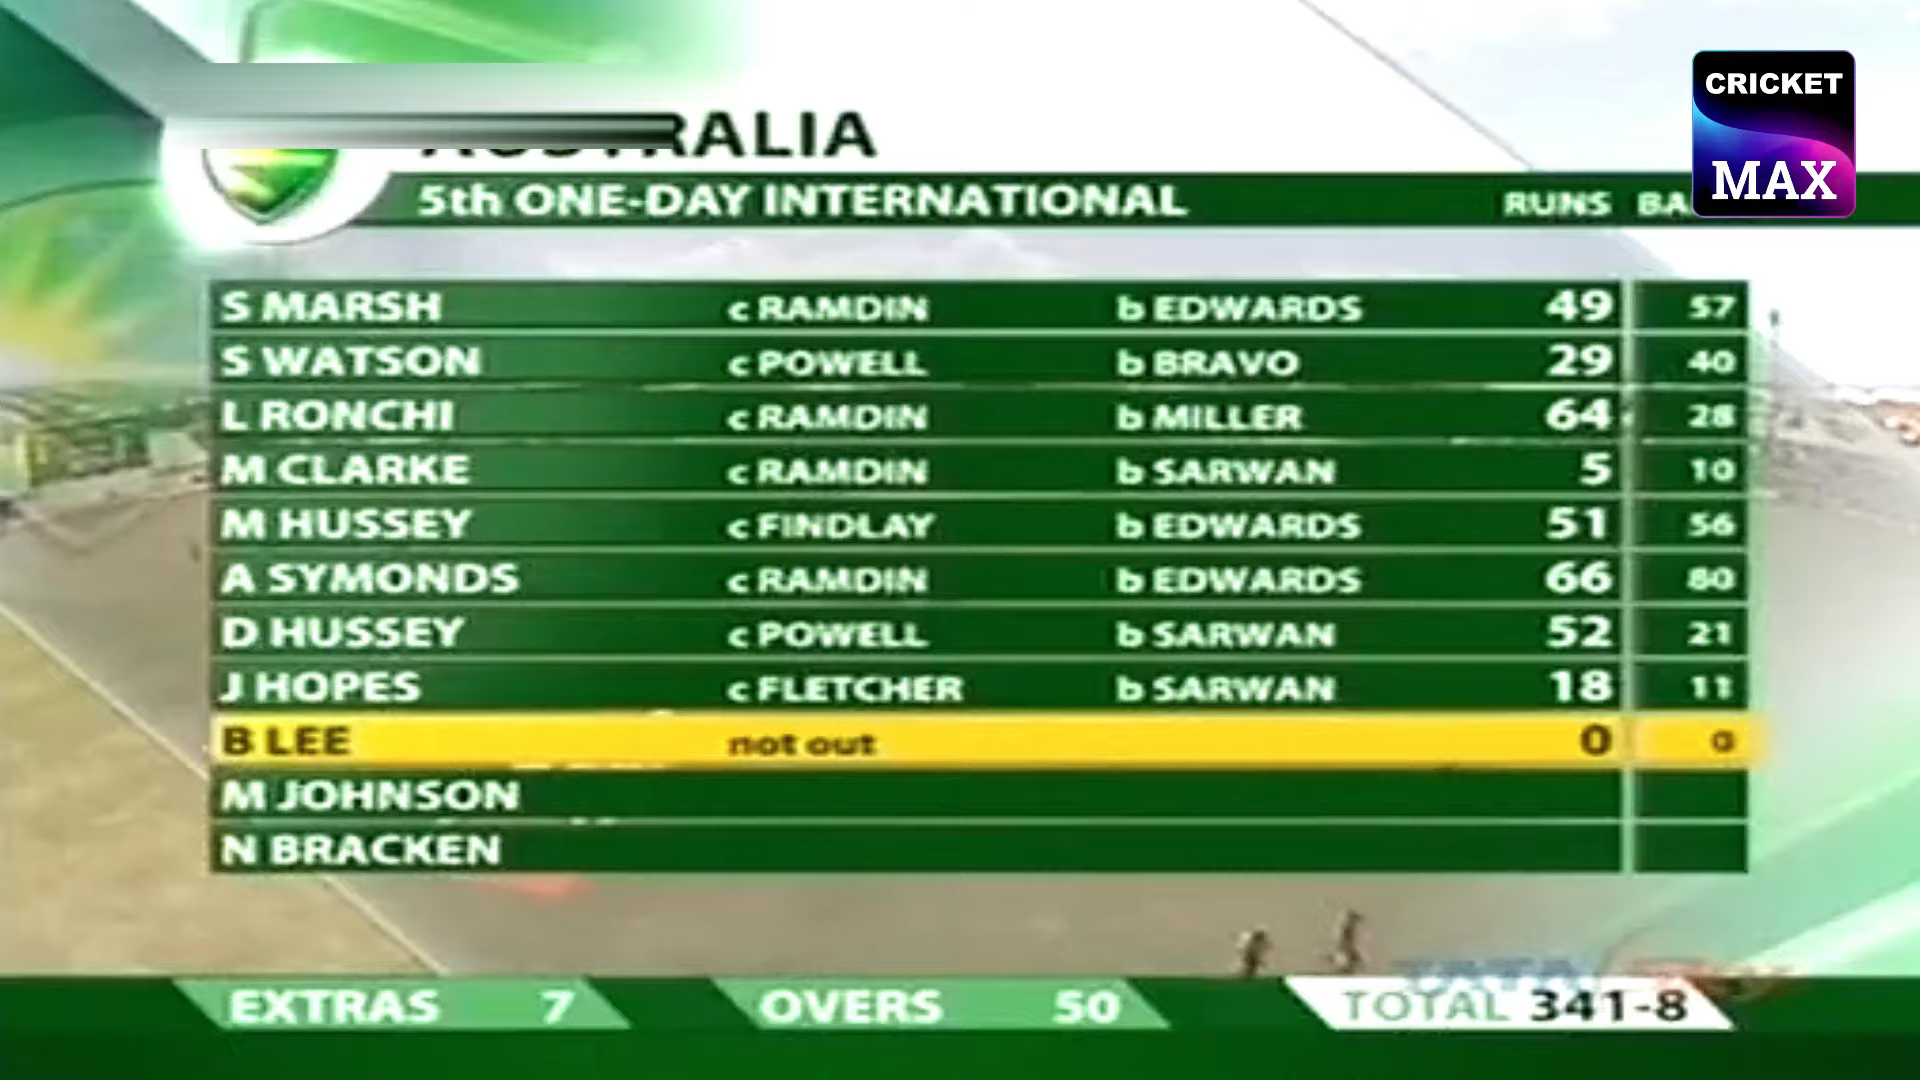 CRICKET
MAX
AUSTRALIA
5th ONE-DAY INTERNATIONAL RUNS
S MARSH c RAMDIN b EDWARDS 49 57
S WATSON c POWELL b BRAVO 29 40
L RONCHI c RAMDIN b MILLER 64 28
M CLARKE c RAMDIN b SARWAN 5 10
M HUSSEY c FINDLAY b EDWARDS 51 56
A SYMONDS c RAMDIN b EDWARDS 66 80
D HUSSEY c POWELL b SARWAN 52 21
J HOPES c FLETCHER b SARWAN 18 11
B LEE not out 0 0
M JOHNSON
N BRACKEN
EXTRAS 7 OVERS 50 TOTAL 341-8